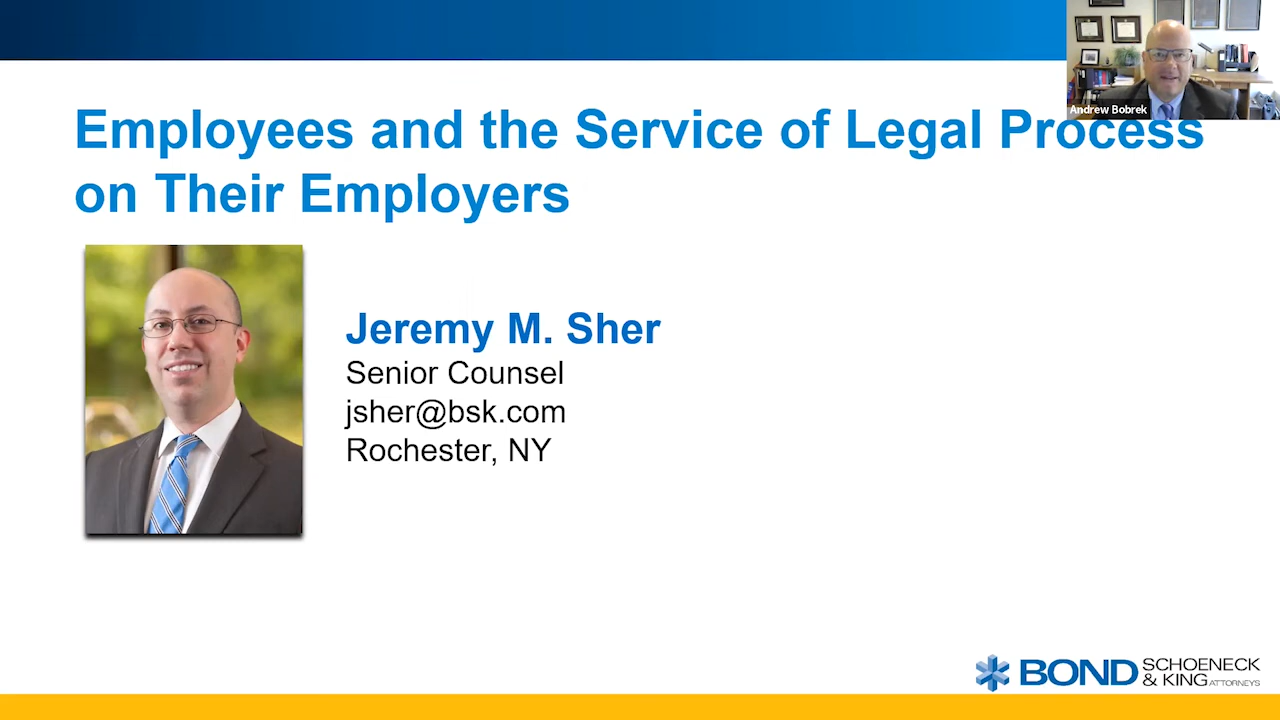 Andrew Bobrek
Employees and the Service of Legal Process
on Their Employers
Jeremy M. Sher
Senior Counsel
jsher@bsk.com
Rochester, NY
BOND SCHOENECK
& KING ATTORNEYS